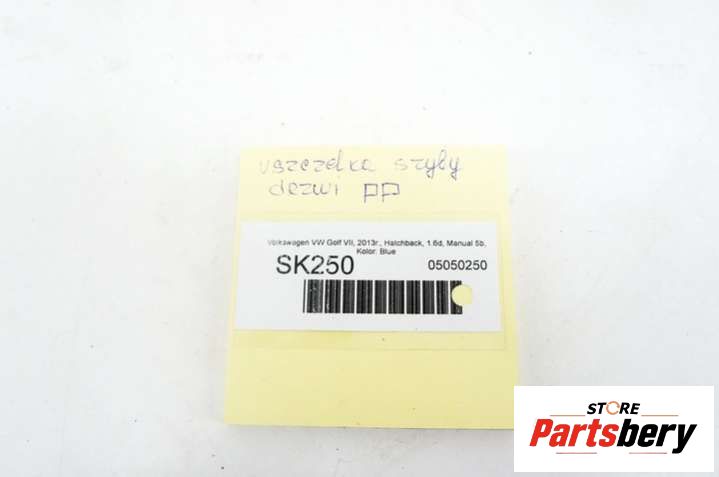 uszczelka szyby
drzwi PP
Volkswagen VW Golf VII, 2013r., Hatchback, 1.6d, Manual 5b,
Kolor: Blue
SK250 05050250
STORE
Partsbery